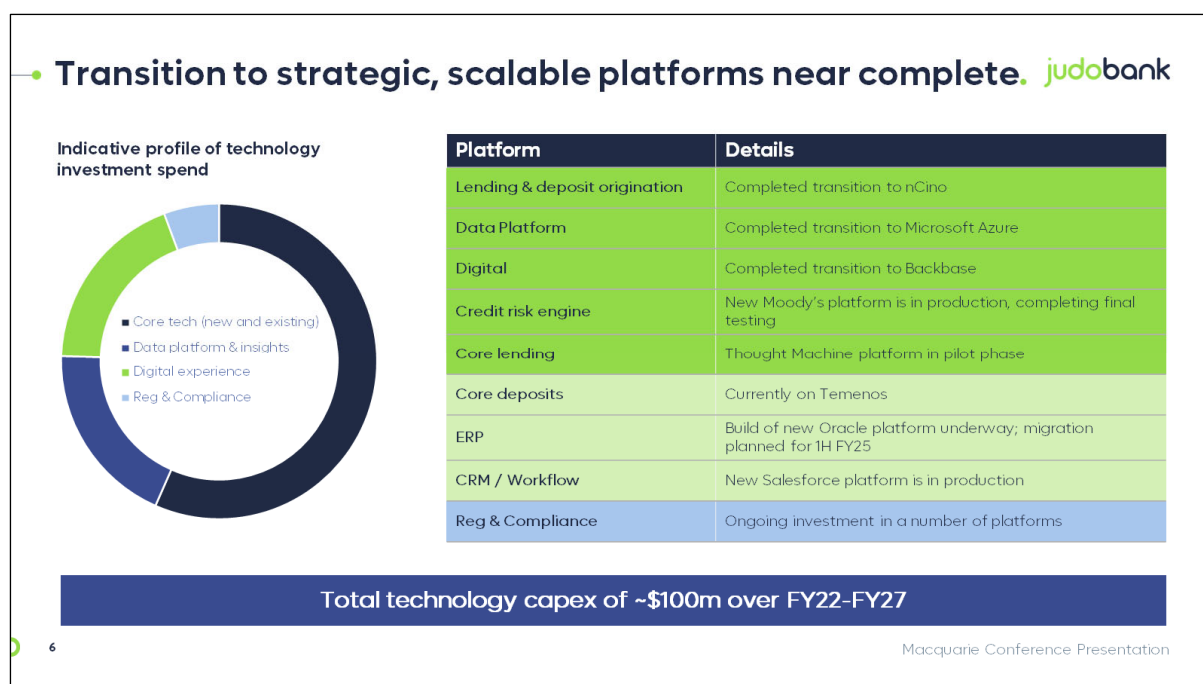 Transition to strategic, scalable platforms near complete.
judobank
Indicative profile of technology
investment spend
Core tech (new and existing)
Data platform & insights
Digital experience
Reg & Compliance
Platform Details
Lending & deposit origination Completed transition to nCino
Data Platform Completed transition to Microsoft Azure
Digital Completed transition to Backbase
Credit risk engine New Moody's platform is in production, completing final
testing
Core lending Thought Machine platform in pilot phase
Core deposits Currently on Temenos
ERP Build of new Oracle platform underway; migration
planned for 1H FY25
CRM / Workflow New Salesforce platform is in production
Reg & Compliance Ongoing investment in a number of platforms
Total technology capex of ~$100m over FY22-FY27
6
Macquarie Conference Presentation